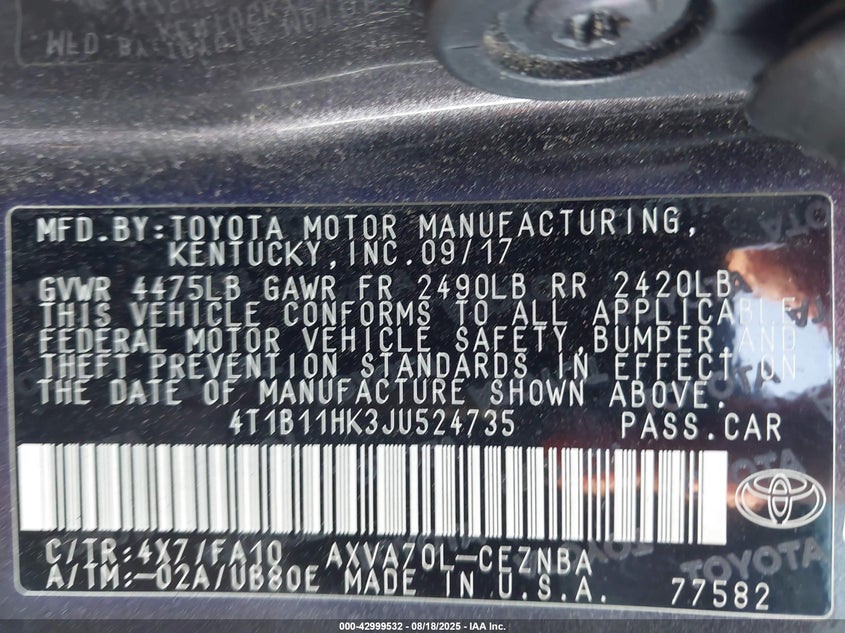 MFD.BY:TOYOTA MOTOR MANUFACTURING,
KENTUCKY,INC.09/17
GVWR 4475LB GAWR FR 2490LB RR 2420LB
THIS VEHICLE CONFORMS TO ALL APPLICABLE
FEDERAL MOTOR VEHICLE SAFETY,BUMPER,AND
THEFT PREVENTION STANDARDS IN EFFECT ON
THE DATE OF MANUFACTURE SHOWN ABOVE.
4T1B11HK3JU524735 PASS.CAR
C/TR:4X7/FA10 AXVA70L-CEZNBA
A/TM:-02A/UB80E MADE IN U.S.A. 77582
TOYOTA
000-42999532 - 08/18/2025 - IAA Inc.